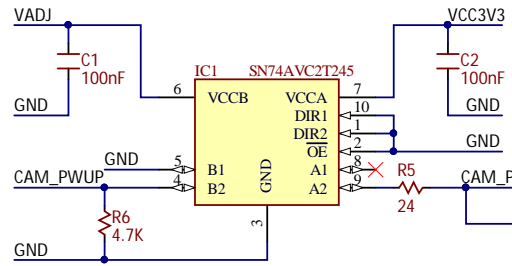 VADJ
VCC3V3
C1
100nF
IC1
SN74AVC2T245
C2
100nF
6
VCCB
VCCA
7
GND
DIR1
10
GND
DIR2
1
OE
2
GND
GND
5
B1
GND
A1
8
CAM_PWUP
4
B2
A2
9
R5
24
CAM_P
R6
4.7K
3
GND